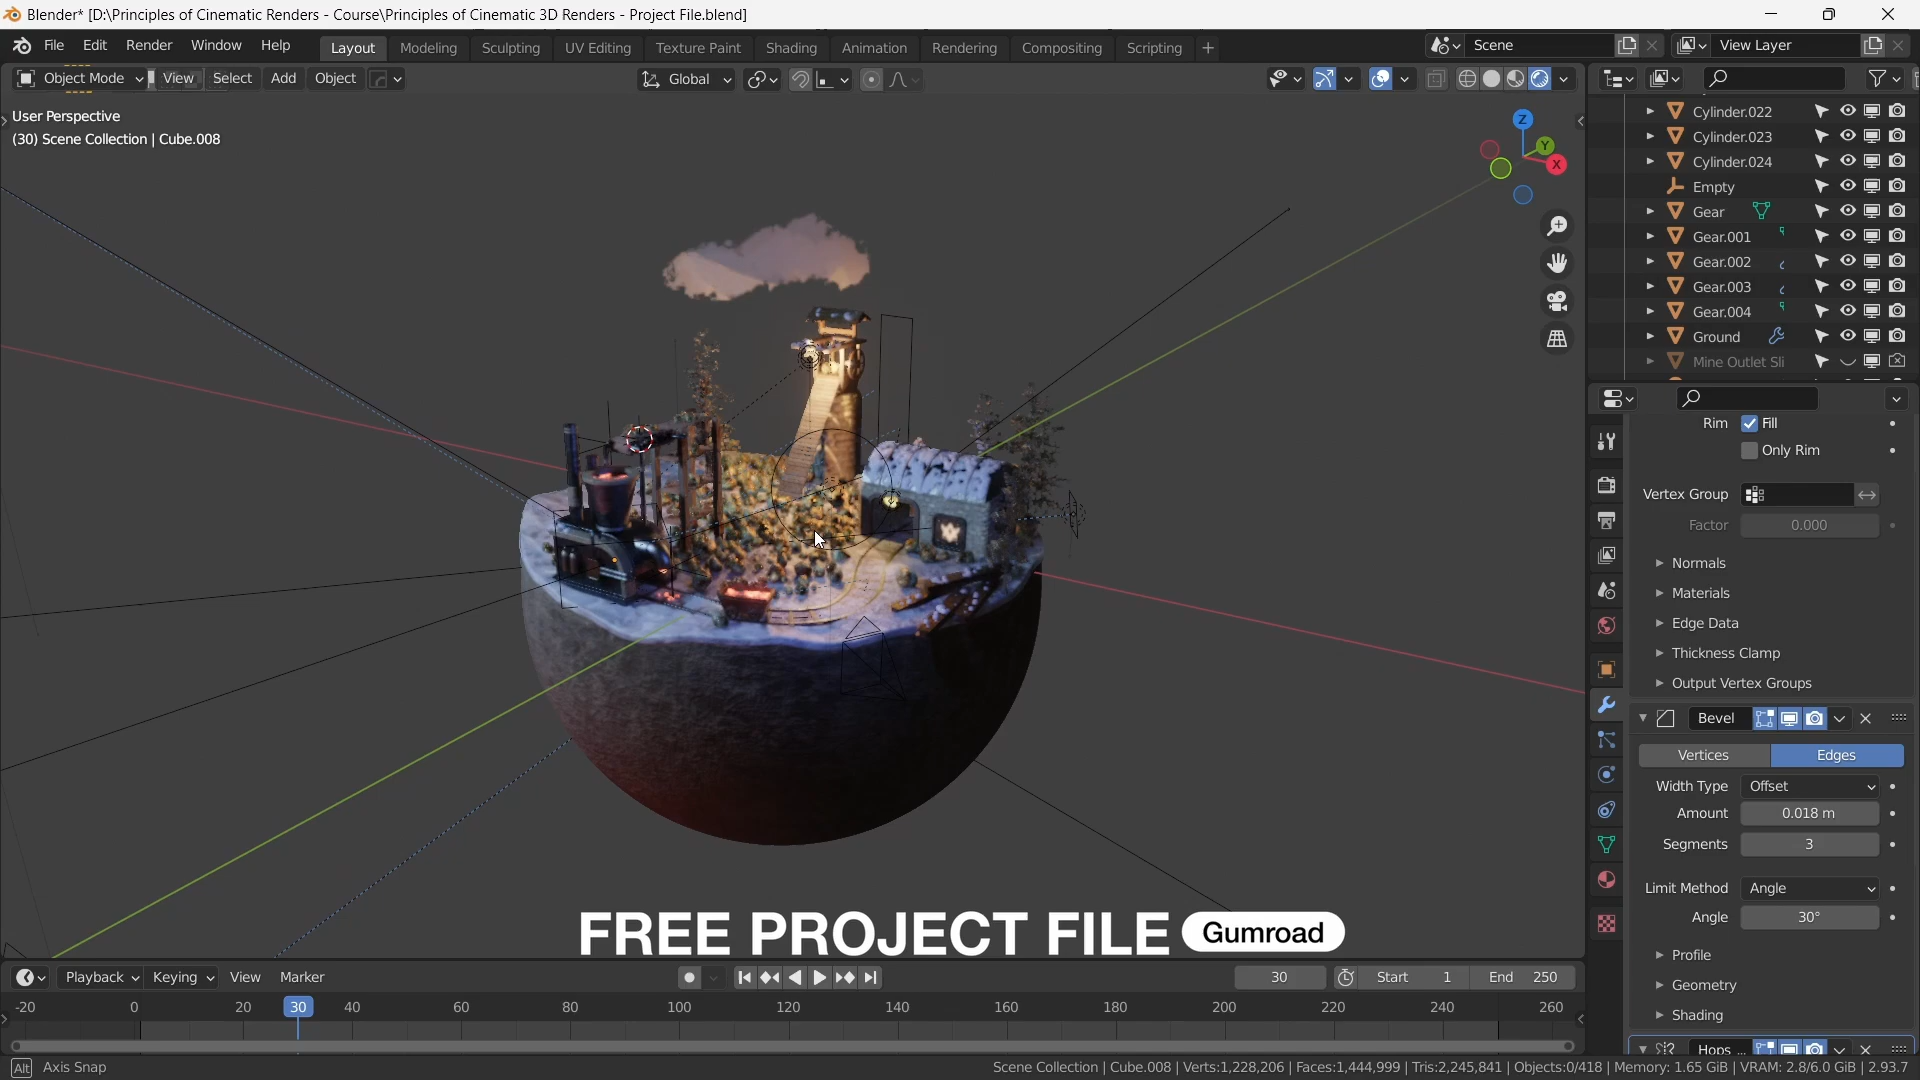 Blender* [D:\Principles of Cinematic Renders - Course\Principles of Cinematic 3D Renders - Project File.blend]
File Edit Render Window Help Layout Modeling Sculpting UV Editing Texture Paint Shading Animation Rendering Compositing Scripting + Scene View Layer
Object Mode View Select Add Object Global
User Perspective
(30) Scene Collection | Cube.008
Z
Y
X
Cylinder.022
Cylinder.023
Cylinder.024
Empty
Gear
Gear.001
Gear.002
Gear.003
Gear.004
Ground
Mine Outlet Sli
Rim Fill
Only Rim
Vertex Group
Factor 0.000
Normals
Materials
Edge Data
Thickness Clamp
Output Vertex Groups
Bevel
Vertices Edges
Width Type Offset
Amount 0.018 m
Segments 3
Limit Method Angle
Angle 30°
Profile
Geometry
Shading
Hops ...
FREE PROJECT FILE Gumroad
Playback Keying View Marker 30 Start 1 End 250
-20 0 20 30 40 60 80 100 120 140 160 180 200 220 240 260
Alt Axis Snap
Scene Collection | Cube.008 | Verts:1,228,206 | Faces:1,444,999 | Tris:2,245,841 | Objects:0/418 | Memory: 1.65 GiB | VRAM: 2.8/6.0 GiB | 2.93.7